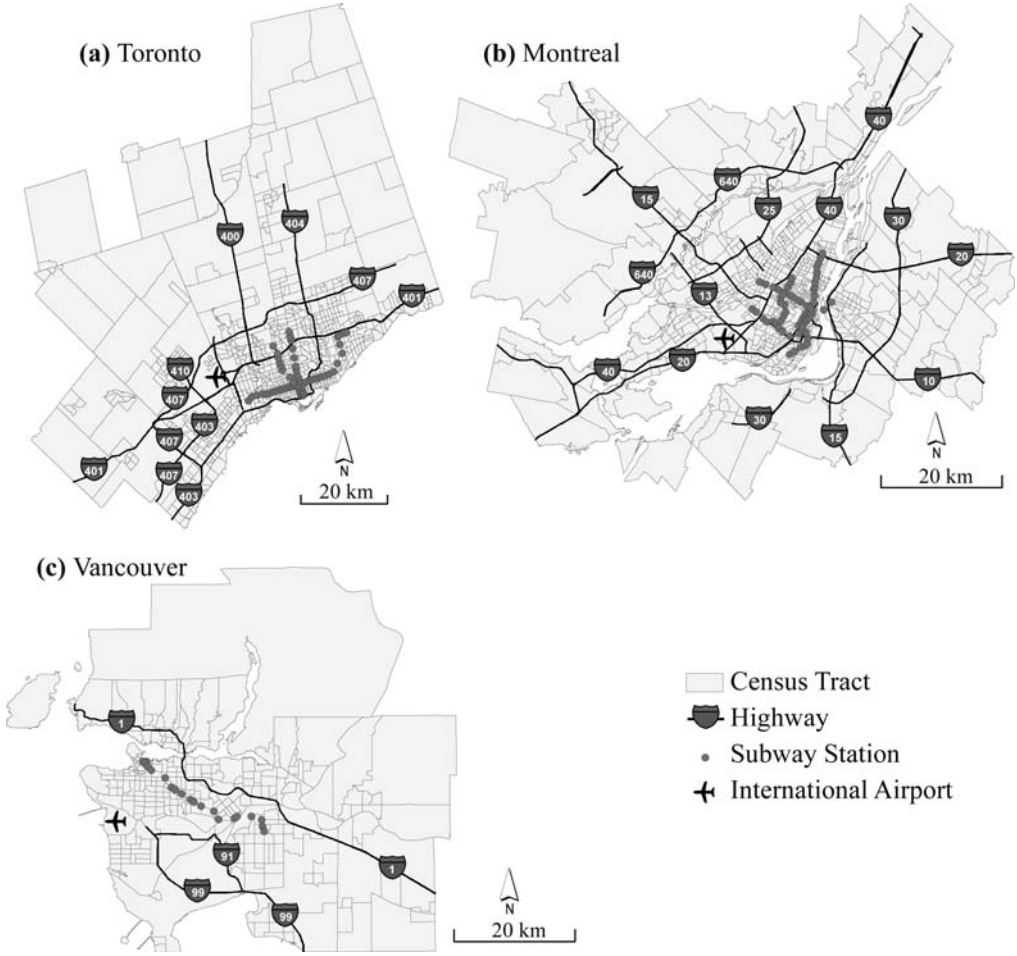 (a) Toronto
400
404
407
401
410
407
403
407
401
407
403
N
20 km
(b) Montreal
40
640
15
25
40
30
20
640
13
40
20
10
30
15
N
20 km
(c) Vancouver
1
91
1
99
99
N
20 km
Census Tract
Highway
Subway Station
International Airport